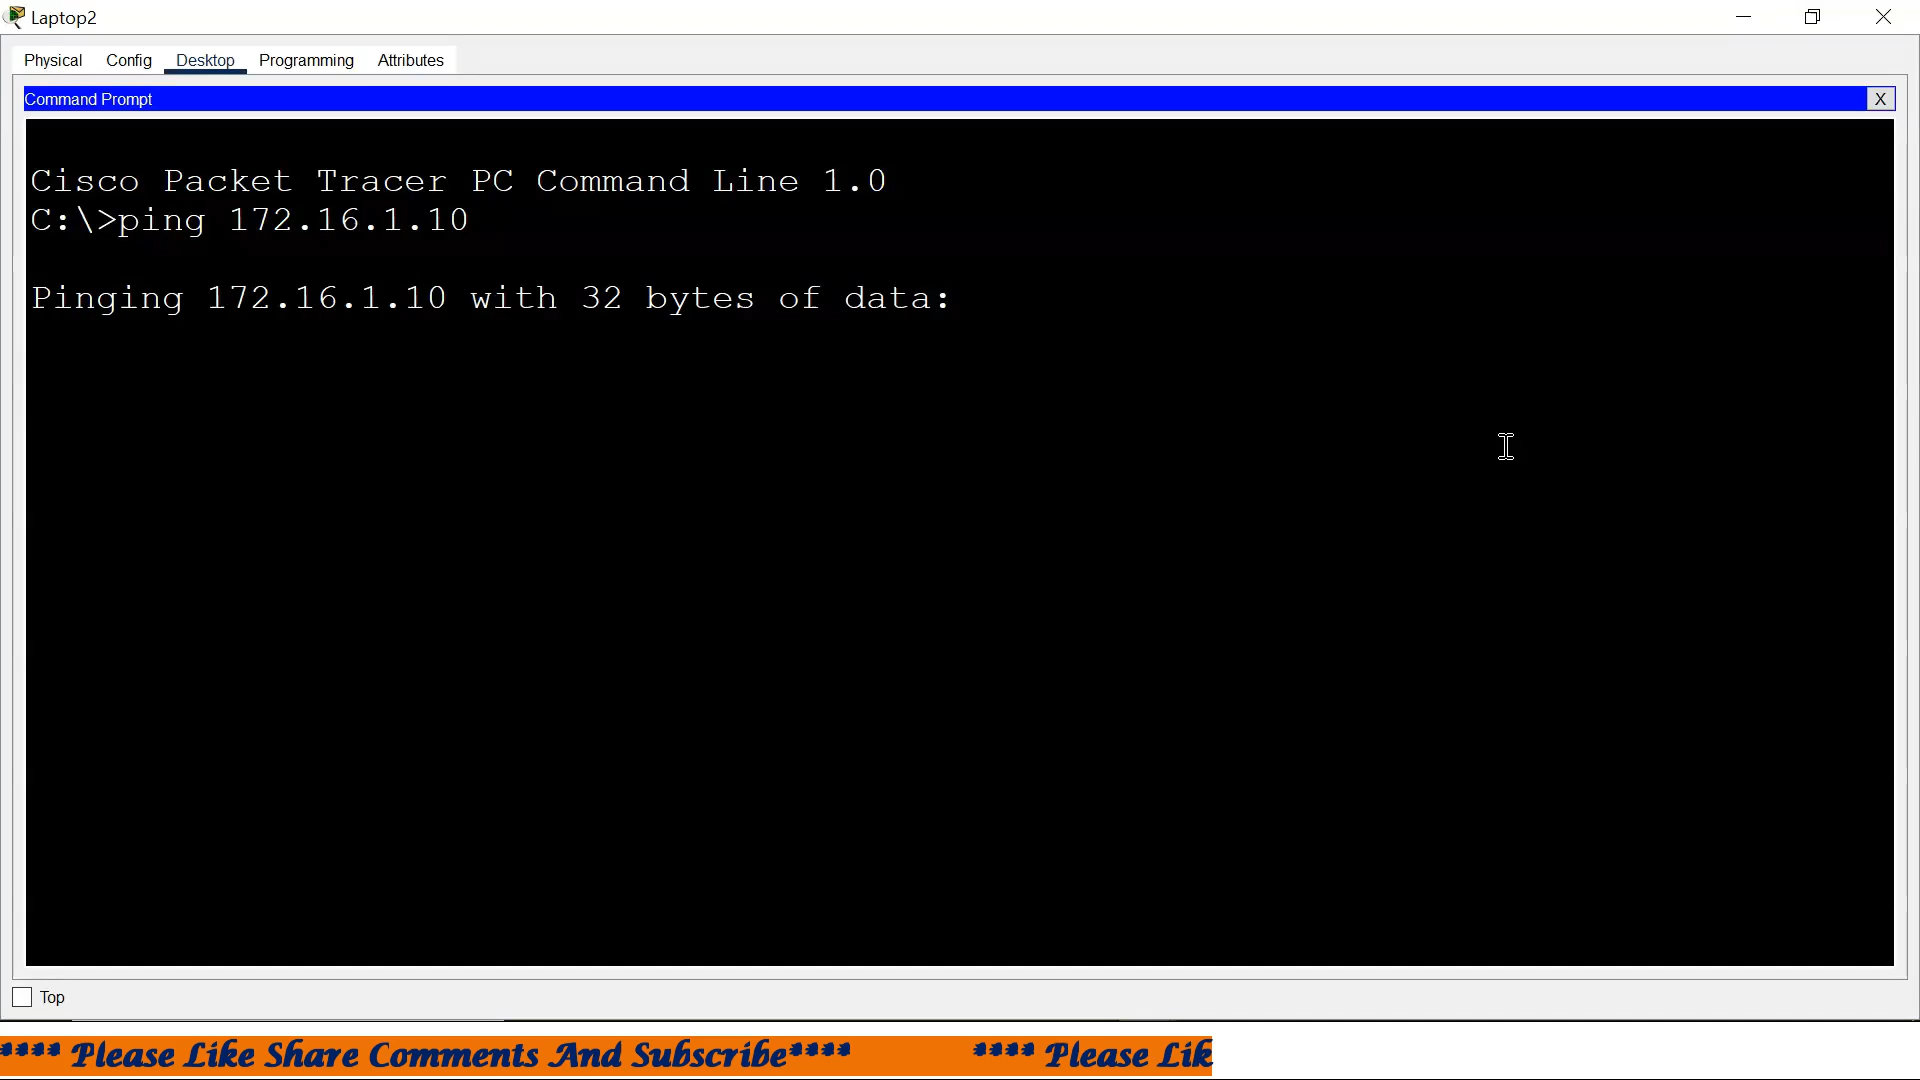 Laptop2
Physical Config Desktop Programming Attributes
Command Prompt
X
Cisco Packet Tracer PC Command Line 1.0
C:\>ping 172.16.1.10
Pinging 172.16.1.10 with 32 bytes of data:
Top
**** Please Like Share Comments And Subscribe**** **** Please Lik